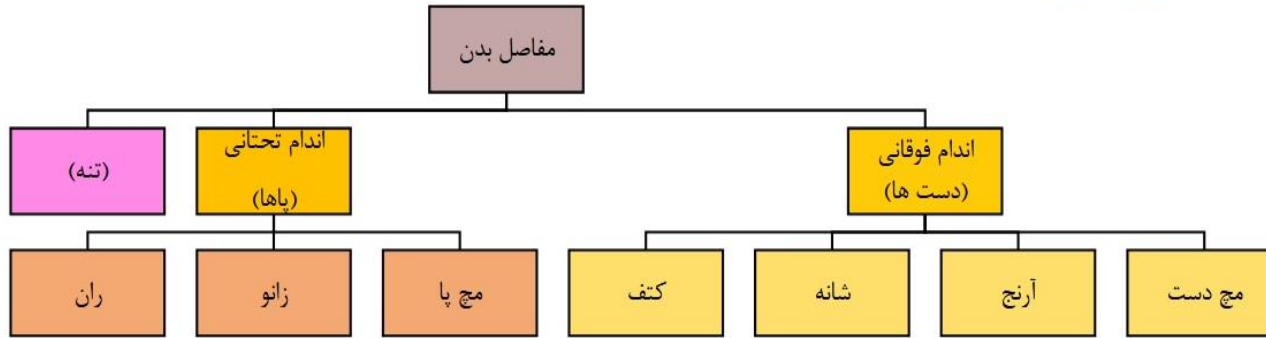 مفاصل بدن
اندام فوقانی
(دست ها)
اندام تحتانی
(پاها)
(تنه)
مچ دست
آرنج
شانه
کتف
مچ پا
زانو
ران